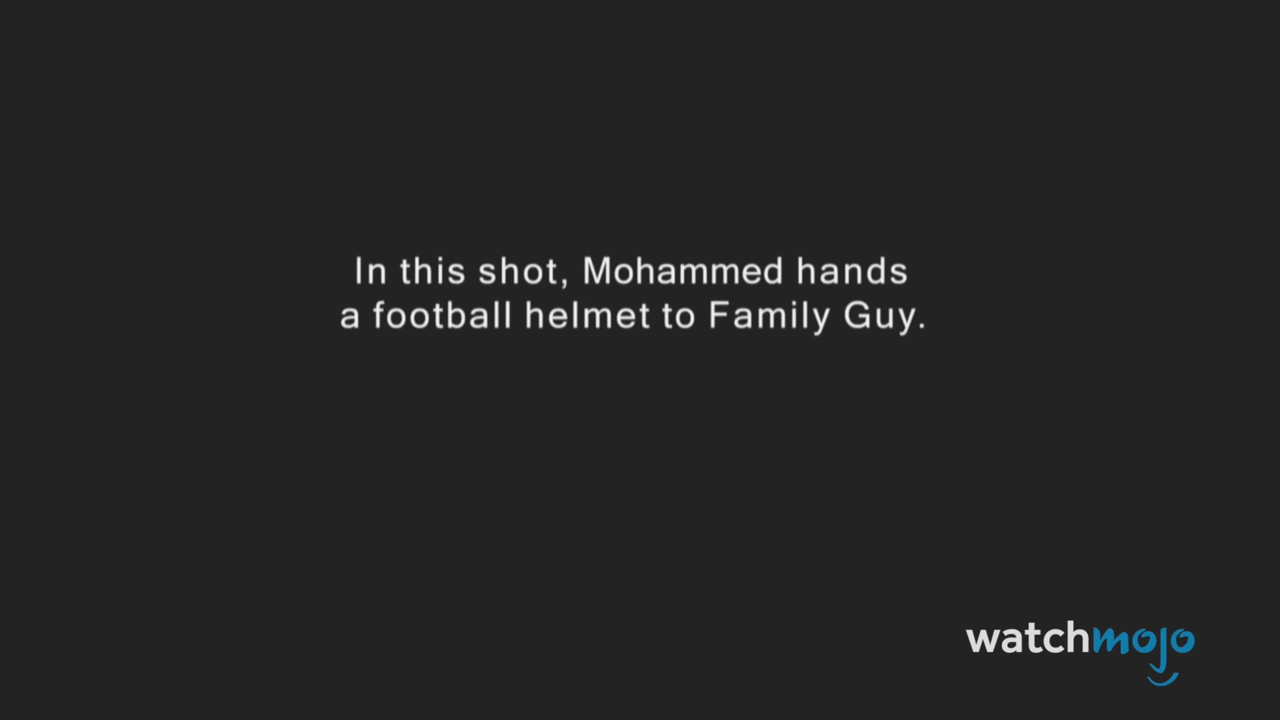 In this shot, Mohammed hands
a football helmet to Family Guy.
watchmojo